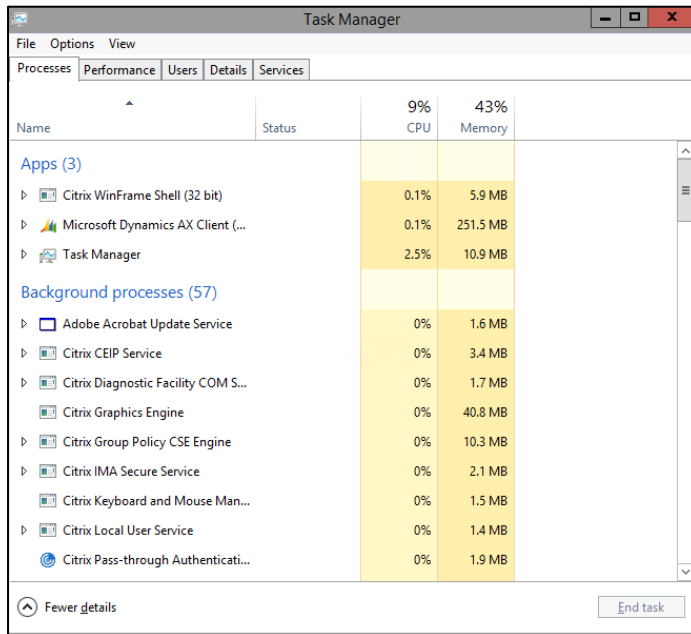 Task Manager
File Options View
Processes Performance Users Details Services
9% 43%
Name Status CPU Memory
Apps (3)
Citrix WinFrame Shell (32 bit) 0.1% 5.9 MB
Microsoft Dynamics AX Client (... 0.1% 251.5 MB
Task Manager 2.5% 10.9 MB
Background processes (57)
Adobe Acrobat Update Service 0% 1.6 MB
Citrix CEIP Service 0% 3.4 MB
Citrix Diagnostic Facility COM S... 0% 1.7 MB
Citrix Graphics Engine 0% 40.8 MB
Citrix Group Policy CSE Engine 0% 10.3 MB
Citrix IMA Secure Service 0% 2.1 MB
Citrix Keyboard and Mouse Man... 0% 1.5 MB
Citrix Local User Service 0% 1.4 MB
Citrix Pass-through Authenticati... 0% 1.9 MB
Fewer details End task